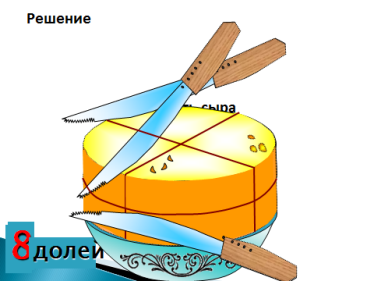 Решение
сыра
8 долей